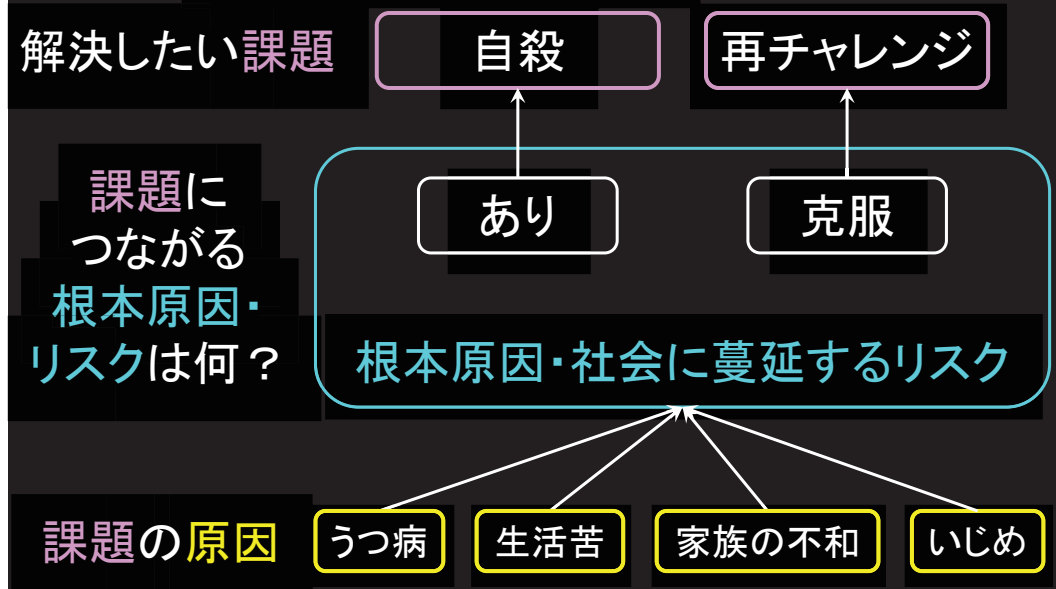 解決したい課題
自殺
再チャレンジ
課題に
つながる
根本原因・
リスクは何？
あり
克服
根本原因・社会に蔓延するリスク
課題の原因
うつ病
生活苦
家族の不和
いじめ